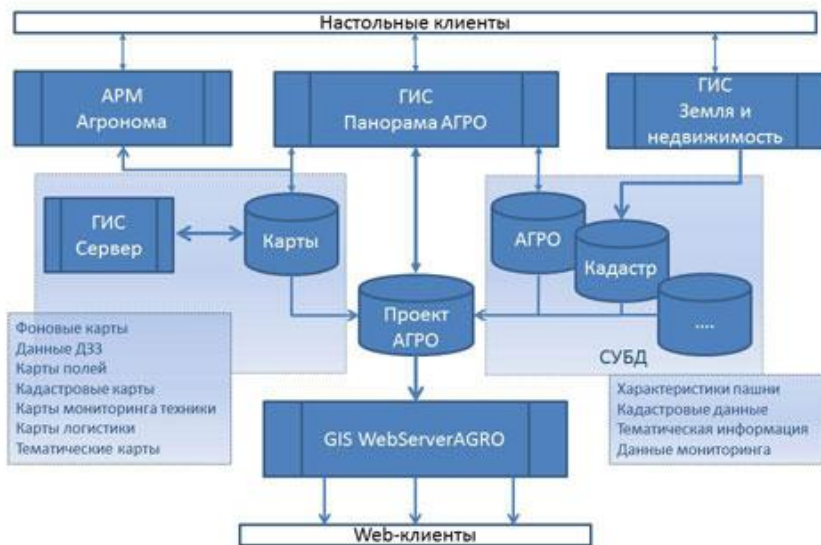 Настольные клиенты
АРМ
Агронома
ГИС
Панорама АГРО
ГИС
Земля и
недвижимость
ГИС
Сервер
Карты
АГРО
Кадастр
Проект
АГРО
....
СУБД
Фоновые карты
Данные ДЗЗ
Карты полей
Кадастровые карты
Карты мониторинга техники
Карты логистики
Тематические карты
Характеристики пашни
Кадастровые данные
Тематическая информация
Данные мониторинга
GIS WebServerAGRO
Web-клиенты